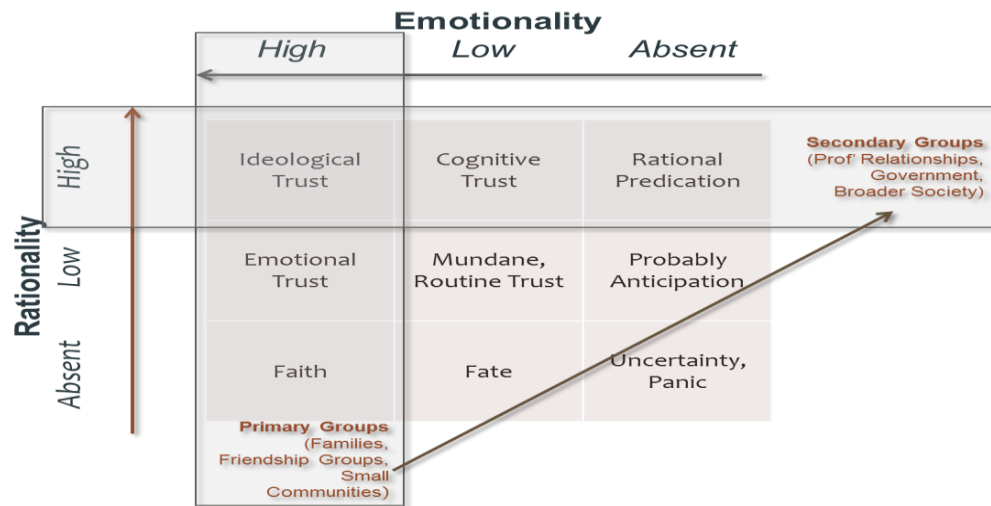 Emotionality
High
Low
Absent
Rationality
High
Ideological
Trust
Cognitive
Trust
Rational
Predication
Secondary Groups
(Prof’ Relationships,
Government,
Broader Society)
Low
Emotional
Trust
Mundane,
Routine Trust
Probably
Anticipation
Absent
Faith
Fate
Uncertainty,
Panic
Primary Groups
(Families,
Friendship Groups,
Small
Communities)